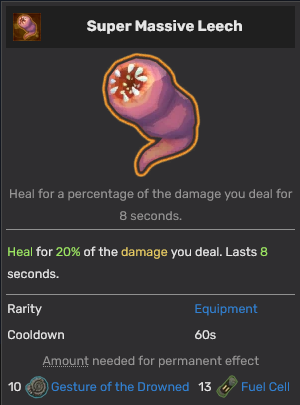 Super Massive Leech
Heal for a percentage of the damage you deal for
8 seconds.
Heal for 20% of the damage you deal. Lasts 8
seconds.
Rarity Equipment
Cooldown 60s
Amount needed for permanent effect
10 Gesture of the Drowned 13 Fuel Cell